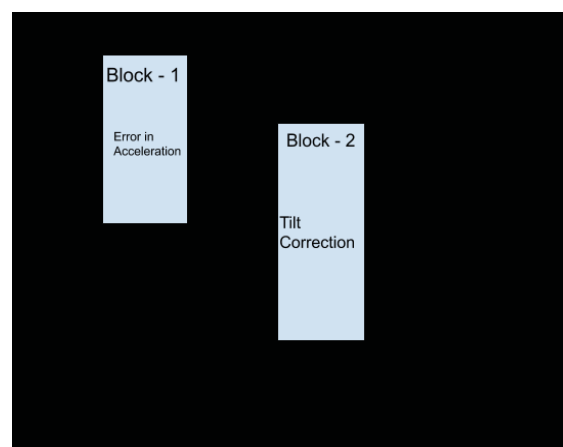 Block - 1
Error in
Acceleration
Block - 2
Tilt
Correction